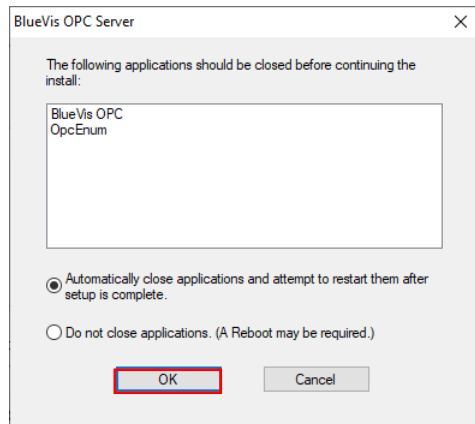 BlueVis OPC Server
The following applications should be closed before continuing the
install:
BlueVis OPC
OpcEnum
Automatically close applications and attempt to restart them after
setup is complete.
Do not close applications. (A Reboot may be required.)
OK
Cancel